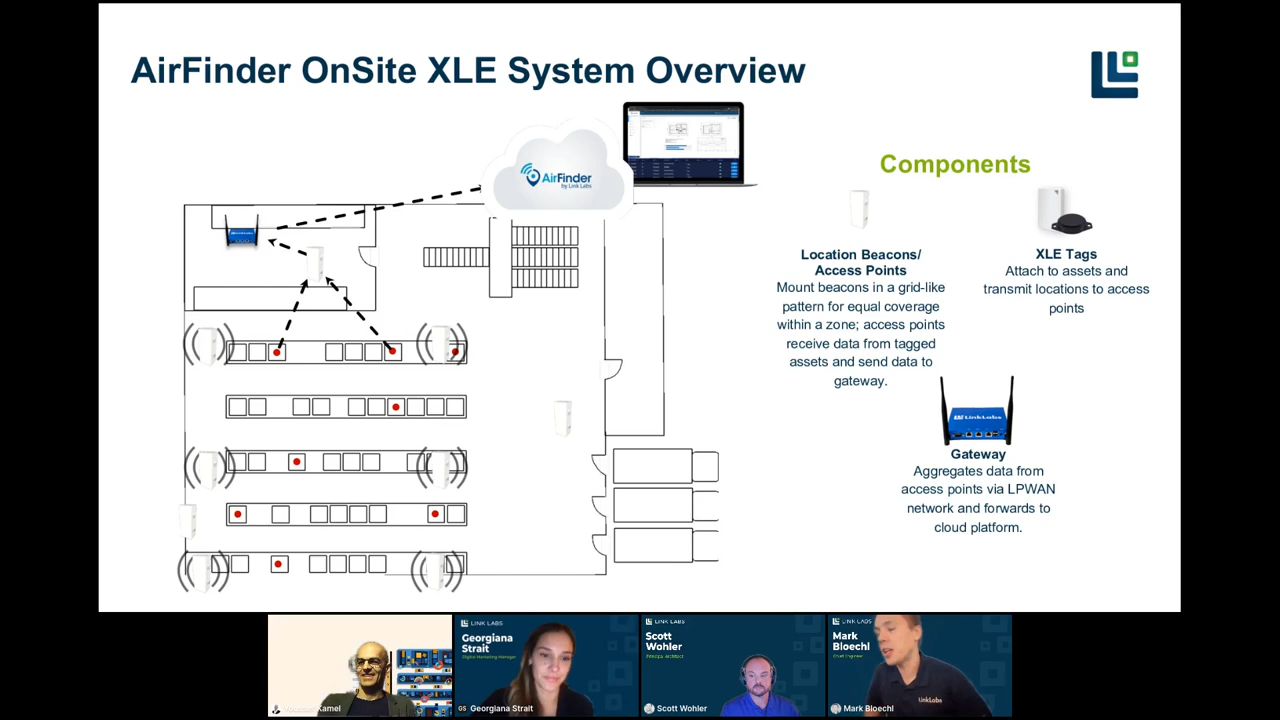 AirFinder OnSite XLE System Overview
AirFinder
by Link Labs
Components
Location Beacons/
Access Points
Mount beacons in a grid-like
pattern for equal coverage
within a zone; access points
receive data from tagged
assets and send data to
gateway.
XLE Tags
Attach to assets and
transmit locations to access
points
LinkLabs
Gateway
Aggregates data from
access points via LPWAN
network and forwards to
cloud platform.
Kamel
LINK LABS
Georgiana
Strait
Digital Marketing Manager
GS Georgiana Strait
LINK LABS
Scott
Wohler
Principal Architect
Scott Wohler
LINK LABS
Mark
Bloechl
Chief Engineer
LinkLabs
Mark Bloechl